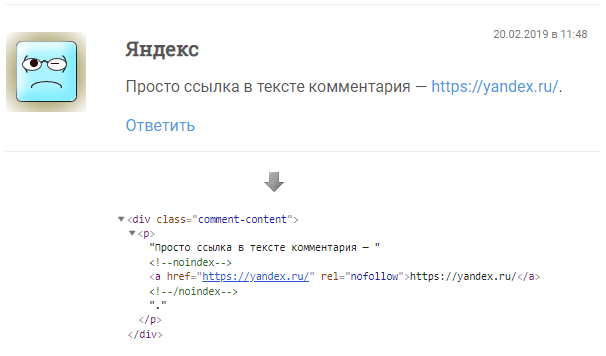 20.02.2019 в 11:48
Яндекс
Просто ссылка в тексте комментария — https://yandex.ru/.
Ответить
<div class="comment-content">
<p>
"Просто ссылка в тексте комментария — "
<!--noindex-->
<a href="https://yandex.ru/" rel="nofollow">https://yandex.ru/</a>
<!--/noindex-->
"."
</p>
</div>